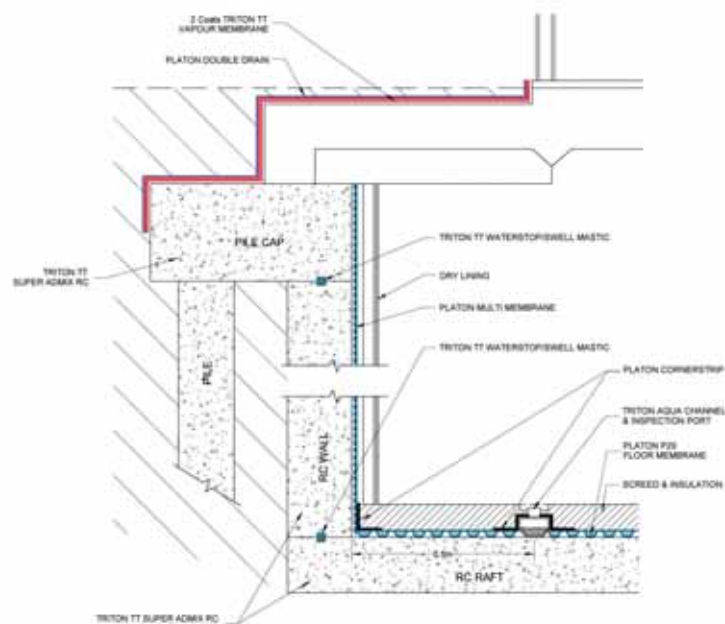 2 Coats TRITON TT
VAPOUR MEMBRANE
PLATON DOUBLE DRAIN
PILE CAP
TRITON TT
SUPER ADMIX RC
TRITON TT WATERSTOP/SWELL MASTIC
DRY LINING
PLATON MULTI MEMBRANE
PILE
TRITON TT WATERSTOP/SWELL MASTIC
PLATON CORNERSTRIP
TRITON AQUA CHANNEL
& INSPECTION PORT
RC WALL
PLATON P20
FLOOR MEMBRANE
SCREED & INSULATION
RC RAFT
TRITON TT SUPER ADMIX RC